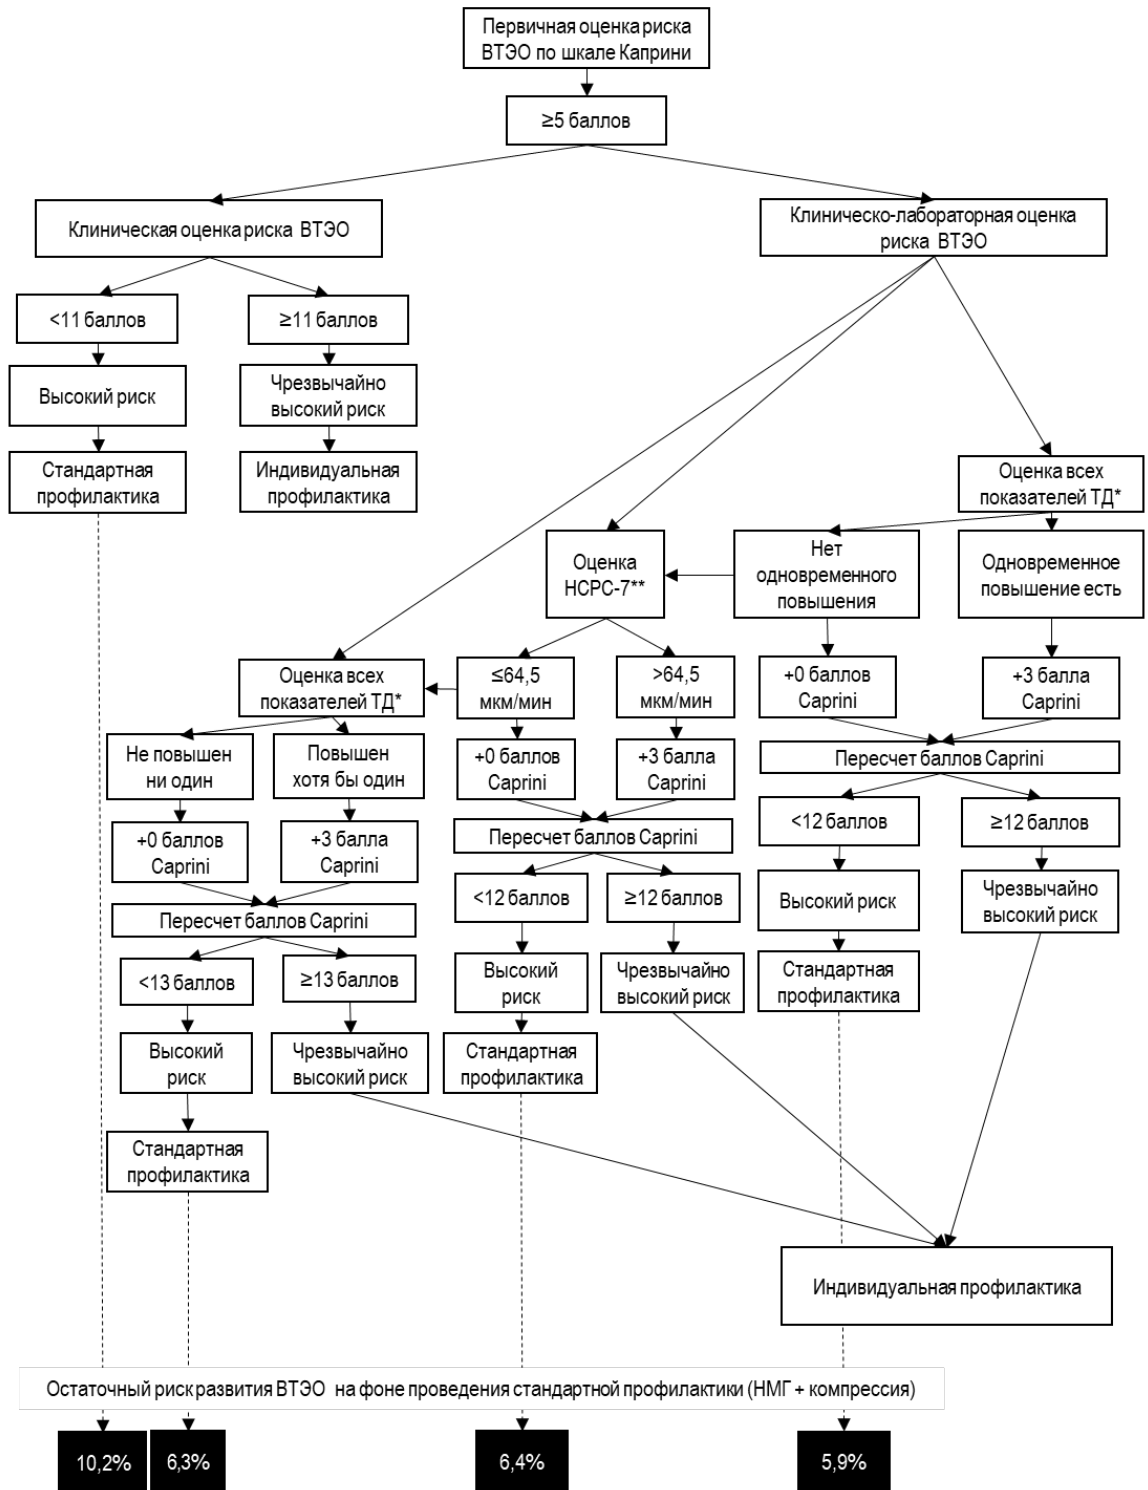 Первичная оценка риска
ВТЭО по шкале Каприни
≥5 баллов
Клиническая оценка риска ВТЭО
Клиническо-лабораторная оценка
риска ВТЭО
<11 баллов
≥11 баллов
Высокий риск
Чрезвычайно
высокий риск
Стандартная
профилактика
Индивидуальная
профилактика
Оценка всех
показателей ТД*
Оценка
НСРС-7**
Нет
одновременного
повышения
Одновременное
повышение есть
Оценка всех
показателей ТД*
≤64,5
мкм/мин
>64,5
мкм/мин
+0 баллов
Caprini
+3 балла
Caprini
Не повышен
ни один
Повышен
хотя бы один
+0 баллов
Caprini
+3 балла
Caprini
Пересчет баллов Caprini
+0 баллов
Caprini
+3 балла
Caprini
Пересчет баллов Caprini
<12 баллов
≥12 баллов
Пересчет баллов Caprini
<12 баллов
≥12 баллов
Высокий риск
Чрезвычайно
высокий риск
<13 баллов
≥13 баллов
Высокий
риск
Чрезвычайно
высокий риск
Стандартная
профилактика
Высокий
риск
Чрезвычайно
высокий риск
Стандартная
профилактика
Стандартная
профилактика
Индивидуальная профилактика
Остаточный риск развития ВТЭО на фоне проведения стандартной профилактики (НМГ + компрессия)
10,2%
6,3%
6,4%
5,9%